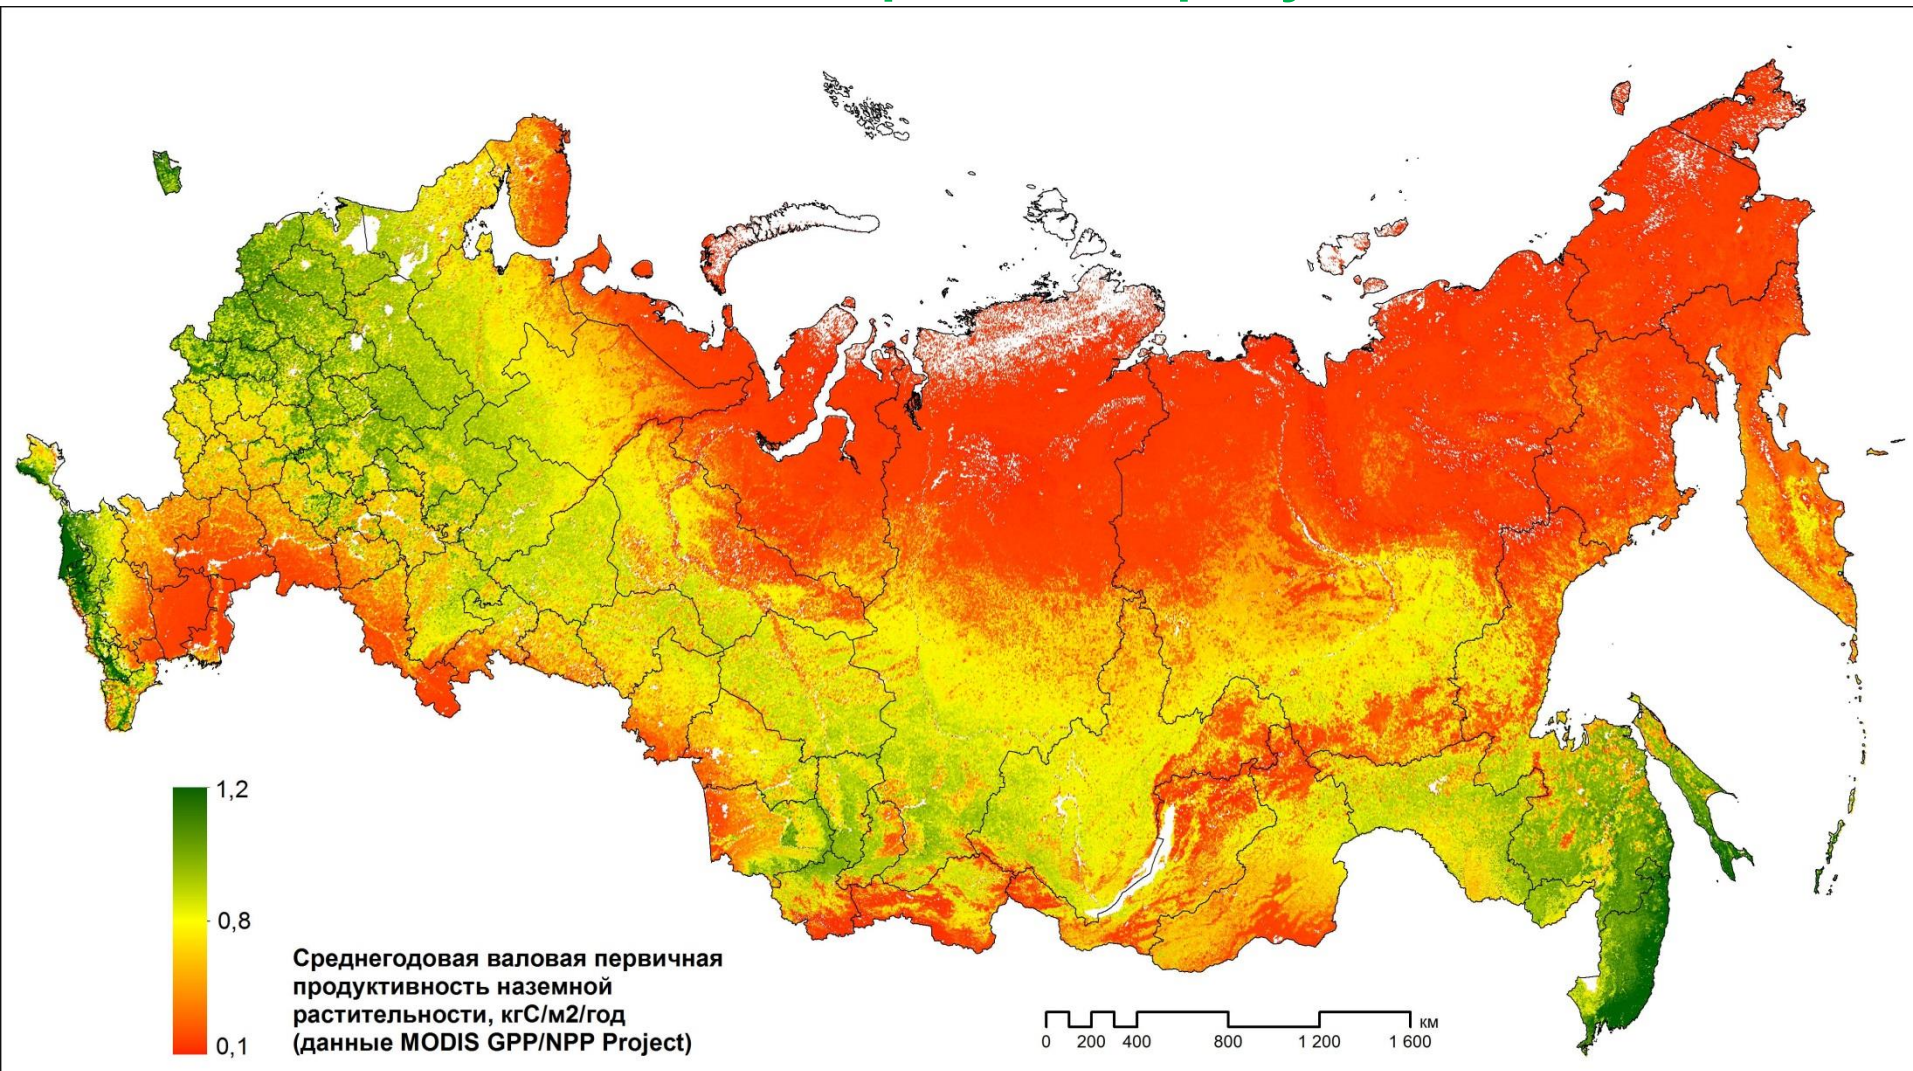 1,2
0,8
0,1
Среднегодовая валовая первичная
продуктивность наземной
растительности, кгС/м2/год
(данные MODIS GPP/NPP Project)
км
0 200 400 800 1 200 1 600